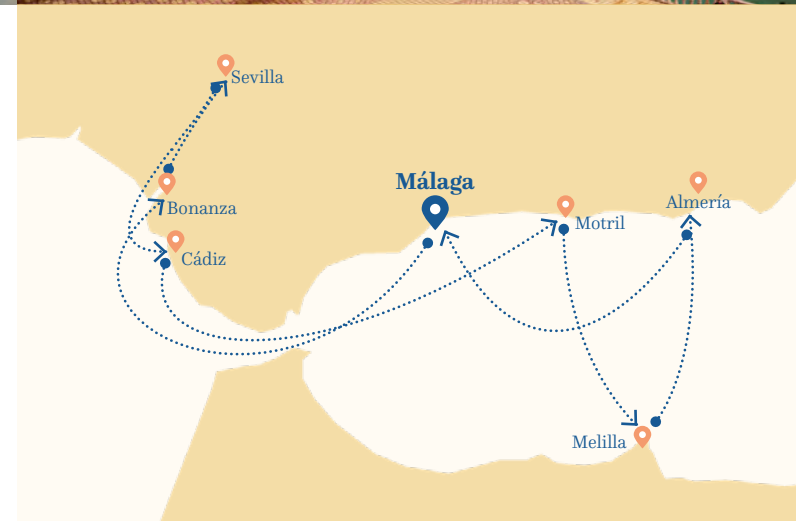 Sevilla
Málaga
Almería
Bonanza
Motril
Cádiz
Melilla